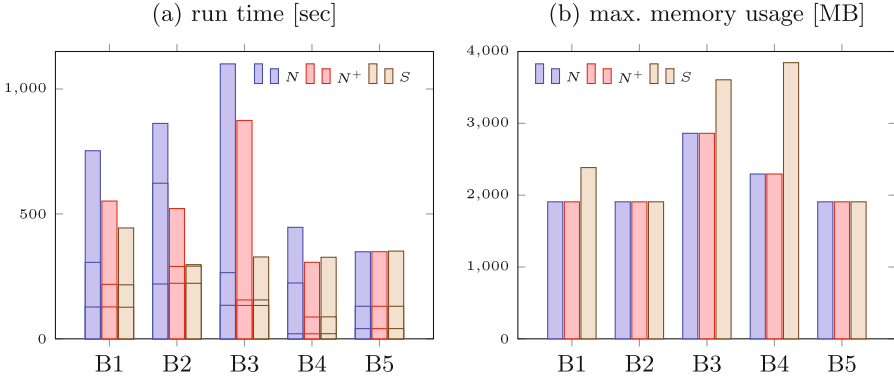 (a) run time [sec]
1,000
500
0
N N+ S
B1 B2 B3 B4 B5
(b) max. memory usage [MB]
4,000
3,000
2,000
1,000
0
N N+ S
B1 B2 B3 B4 B5